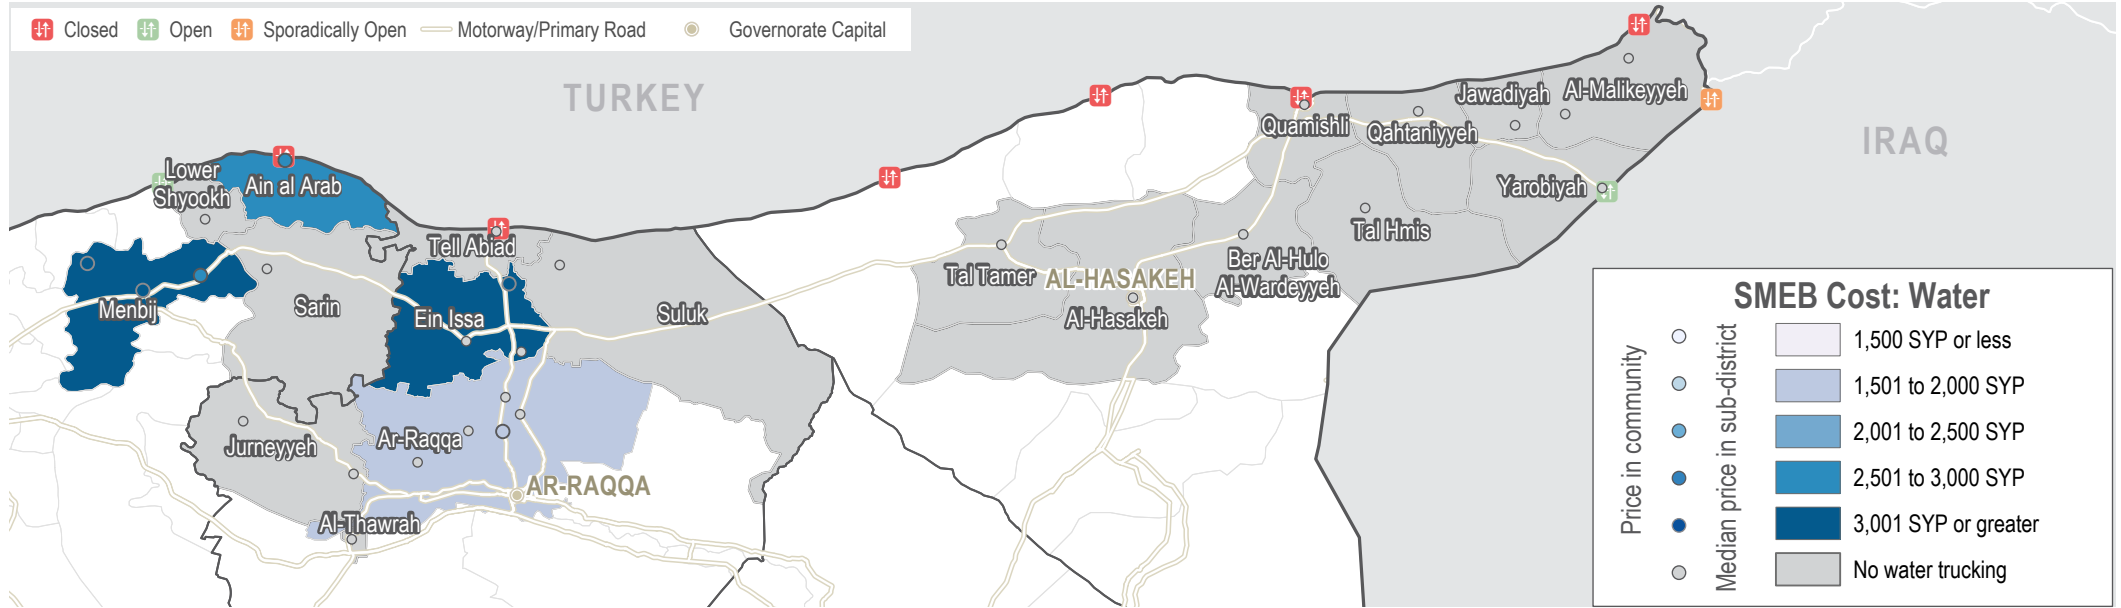 Closed
Open
Sporadically Open
Motorway/Primary Road
Governorate Capital
TURKEY
IRAQ
Jawadiyah
Al-Malikeyyeh
Quamishli
Qahtaniyyeh
Lower
Shyookh
Ain al Arab
Yarobiyah
Tell Abiad
Tal Hmis
Ber Al-Hulo
Al-Wardeyyeh
Tal Tamer
AL-HASAKEH
Al-Hasakeh
Menbij
Sarin
Ein Issa
Suluk
Jurneyyeh
Ar-Raqqa
AR-RAQQA
Al-Thawrah
SMEB Cost: Water
Price in community
Median price in sub-district
1,500 SYP or less
1,501 to 2,000 SYP
2,001 to 2,500 SYP
2,501 to 3,000 SYP
3,001 SYP or greater
No water trucking